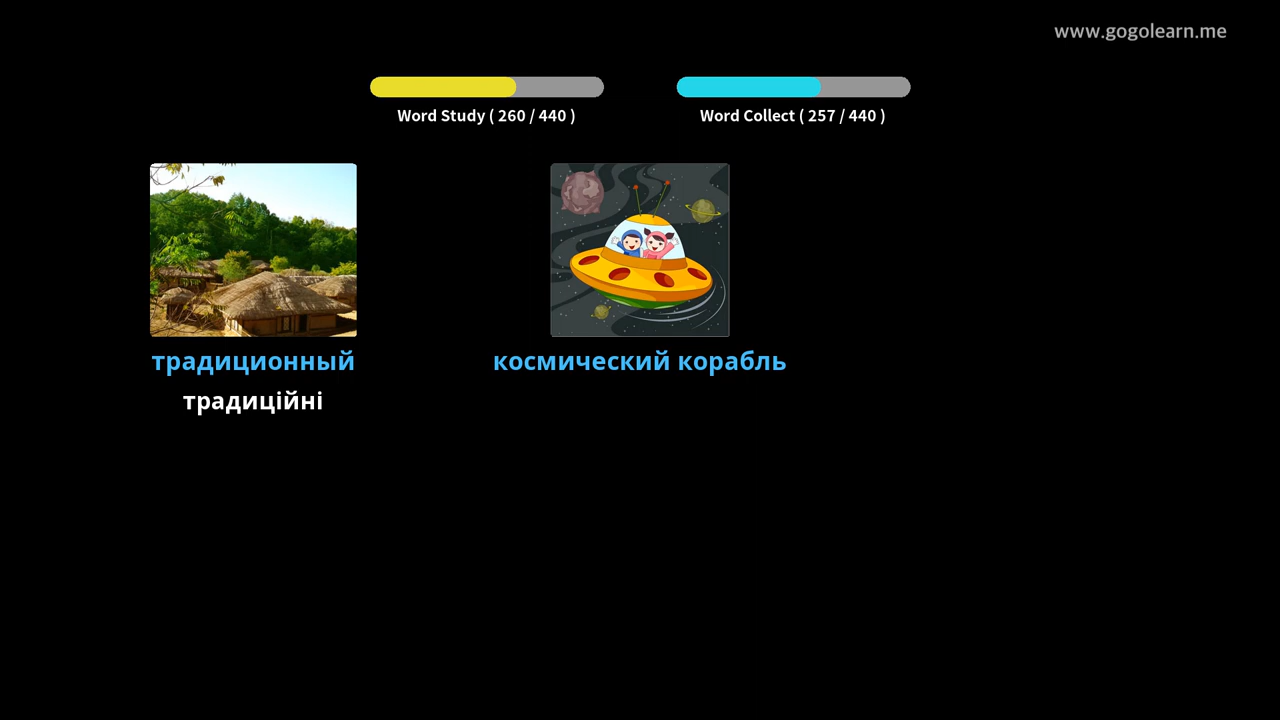 www.gogolearn.me
Word Study ( 260 / 440 )
Word Collect ( 257 / 440 )
традиционный
традиційні
космический корабль